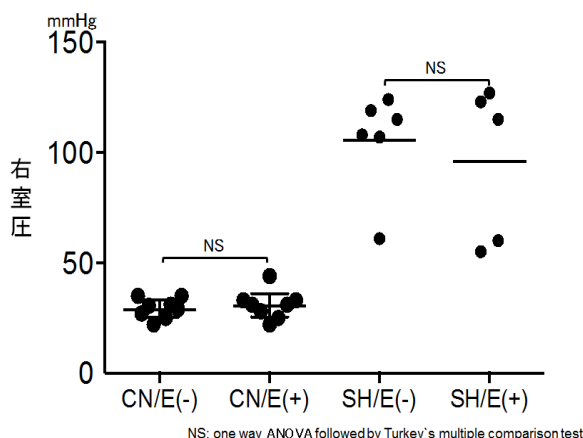 mmHg
150
100
50
0
右室圧
NS
NS
CN/E(-) CN/E(+) SH/E(-) SH/E(+)
NS: one way ANOVA followed by Turkey`s multiple comparison test